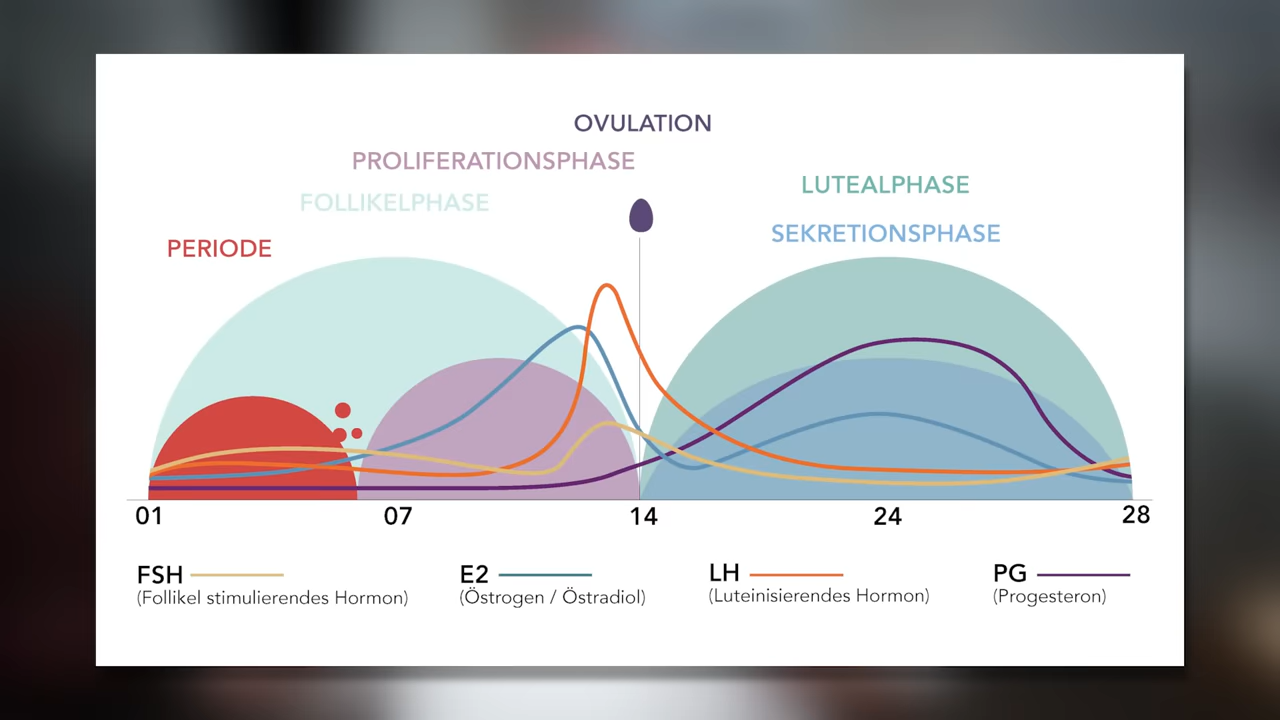 OVULATION
PROLIFERATIONSPHASE
LUTEALPHASE
FOLLIKELPHASE
SEKRETIONSPHASE
PERIODE
01 07 14 24 28
FSH E2 LH PG
(Follikel stimulierendes Hormon) (Östrogen / Östradiol) (Luteinisierendes Hormon) (Progesteron)